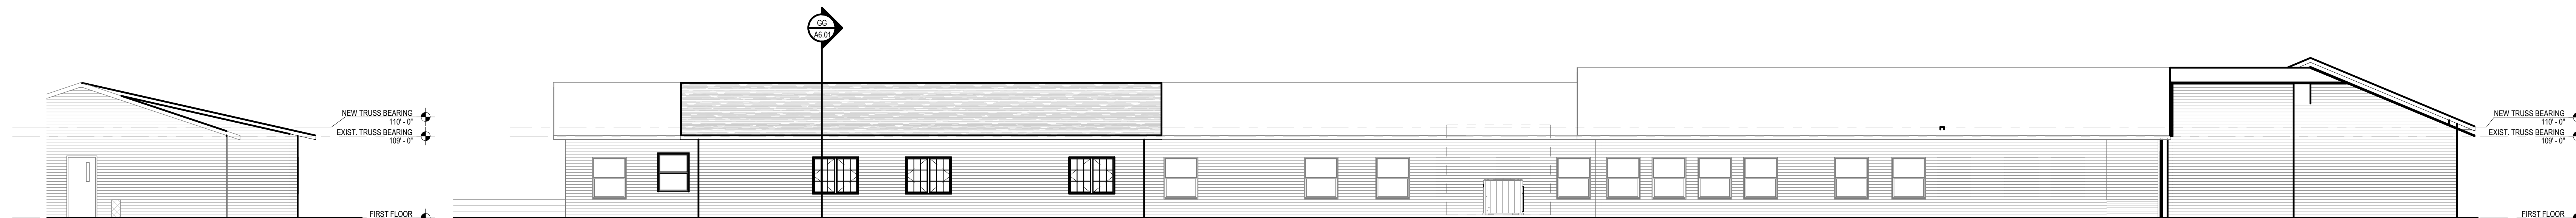 GG
A6.01
NEW TRUSS BEARING
110' - 0"
EXIST. TRUSS BEARING
109' - 0"
FIRST FLOOR
NEW TRUSS BEARING
110' - 0"
EXIST. TRUSS BEARING
109' - 0"
FIRST FLOOR